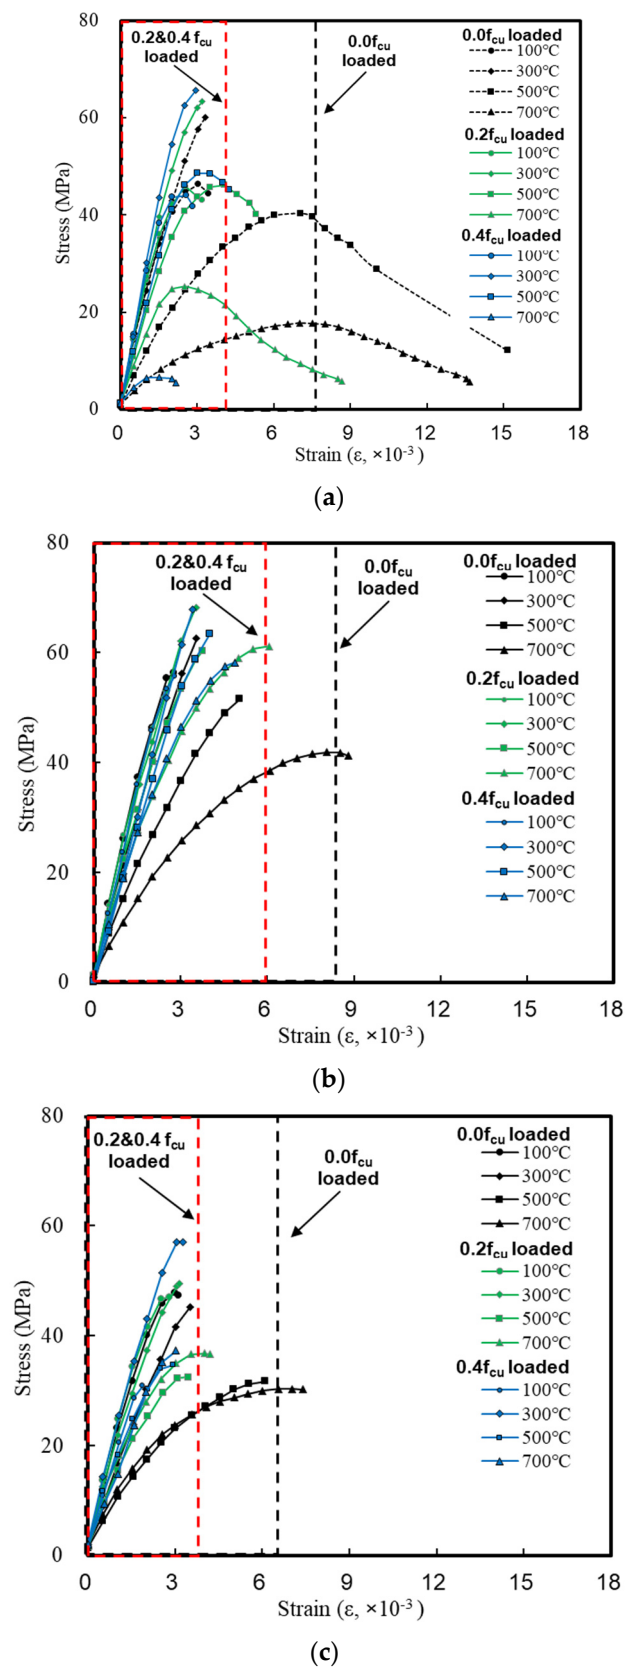 80
60
40
20
0
Stress (MPa)
0.2&0.4 fcu
loaded
0.0fcu
loaded
0.0fcu loaded
100℃
300℃
500℃
700℃
0.2fcu loaded
100℃
300℃
500℃
700℃
0.4fcu loaded
100℃
300℃
500℃
700℃
0 3 6 9 12 15 18
Strain (ε, ×10-3)
(a)
80
60
40
20
0
Stress (MPa)
0.2&0.4 fcu
loaded
0.0fcu
loaded
0.0fcu loaded
100℃
300℃
500℃
700℃
0.2fcu loaded
100℃
300℃
500℃
700℃
0.4fcu loaded
100℃
300℃
500℃
700℃
0 3 6 9 12 15 18
Strain (ε, ×10-3)
(b)
80
60
40
20
0
Stress (MPa)
0.2&0.4 fcu
loaded
0.0fcu
loaded
0.0fcu loaded
100℃
300℃
500℃
700℃
0.2fcu loaded
100℃
300℃
500℃
700℃
0.4fcu loaded
100℃
300℃
500℃
700℃
0 3 6 9 12 15 18
Strain (ε, ×10-3)
(c)